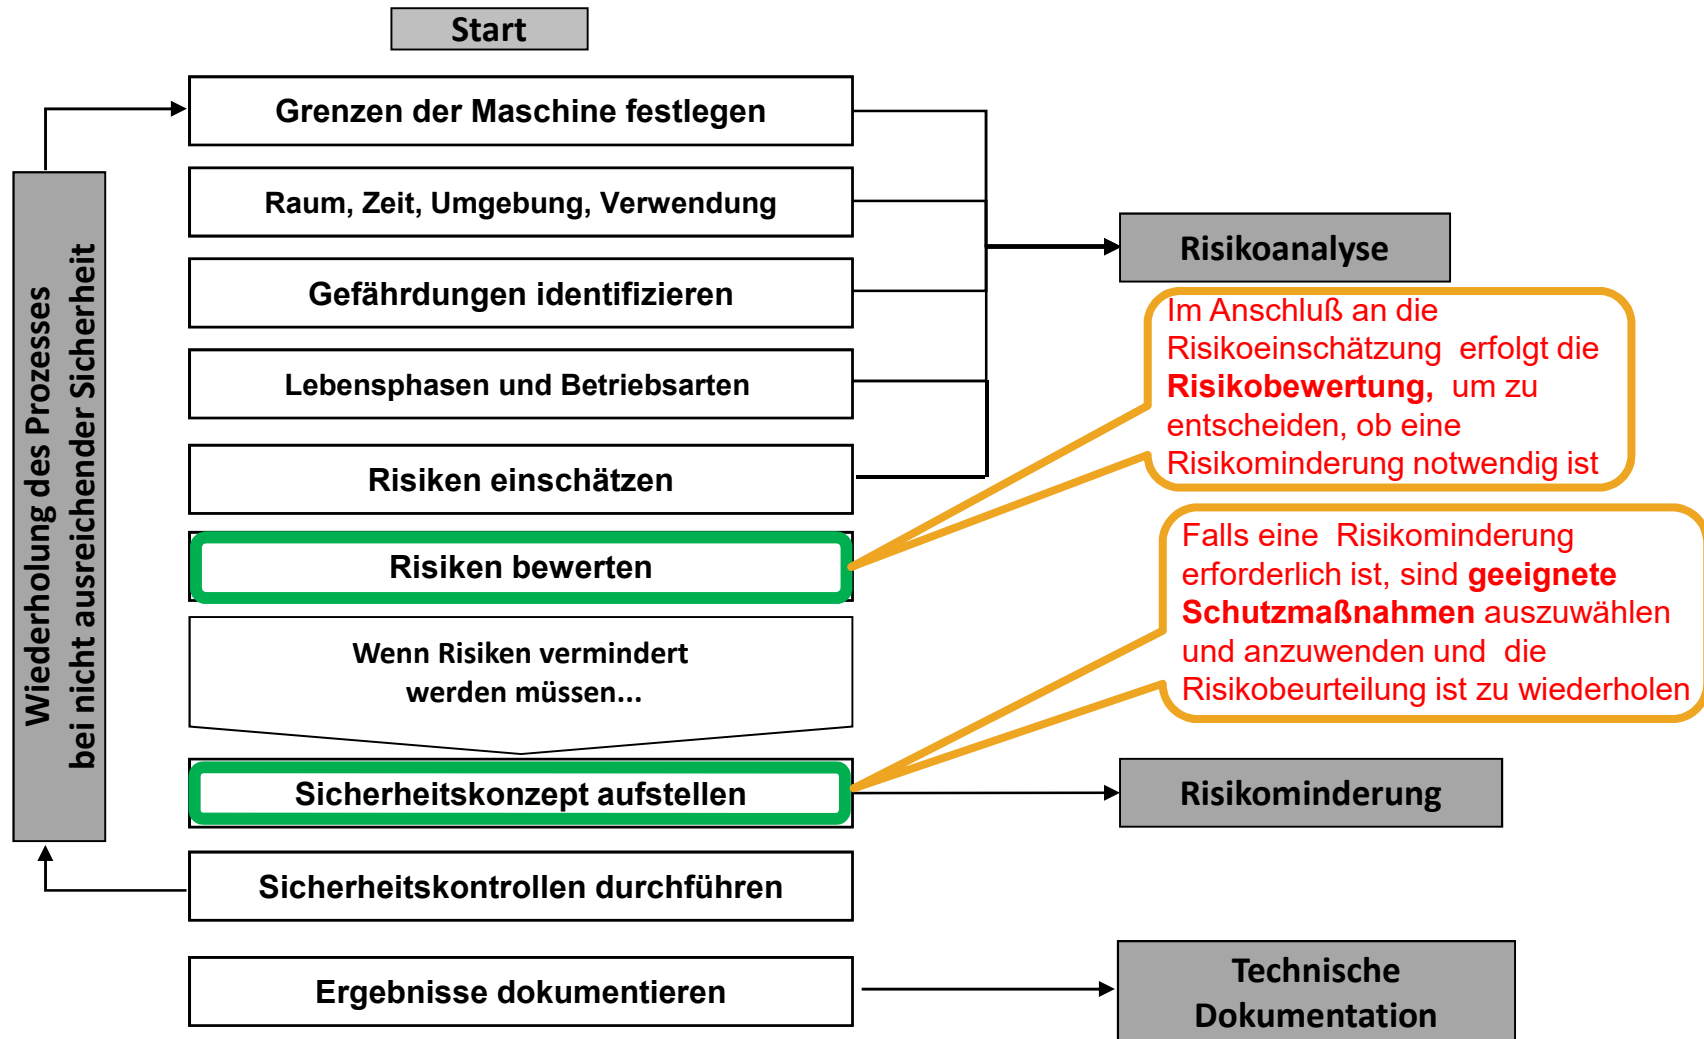 Start
Grenzen der Maschine festlegen
Raum, Zeit, Umgebung, Verwendung
Gefährdungen identifizieren
Lebensphasen und Betriebsarten
Risiken einschätzen
Risiken bewerten
Wenn Risiken vermindert
werden müssen...
Sicherheitskonzept aufstellen
Sicherheitskontrollen durchführen
Ergebnisse dokumentieren
Wiederholung des Prozesses
bei nicht ausreichender Sicherheit
Risikoanalyse
Im Anschluß an die
Risikoeinschätzung erfolgt die
Risikobewertung, um zu
entscheiden, ob eine
Risikominderung notwendig ist
Falls eine Risikominderung
erforderlich ist, sind geeignete
Schutzmaßnahmen auszuwählen
und anzuwenden und die
Risikobeurteilung ist zu wiederholen
Risikominderung
Technische
Dokumentation